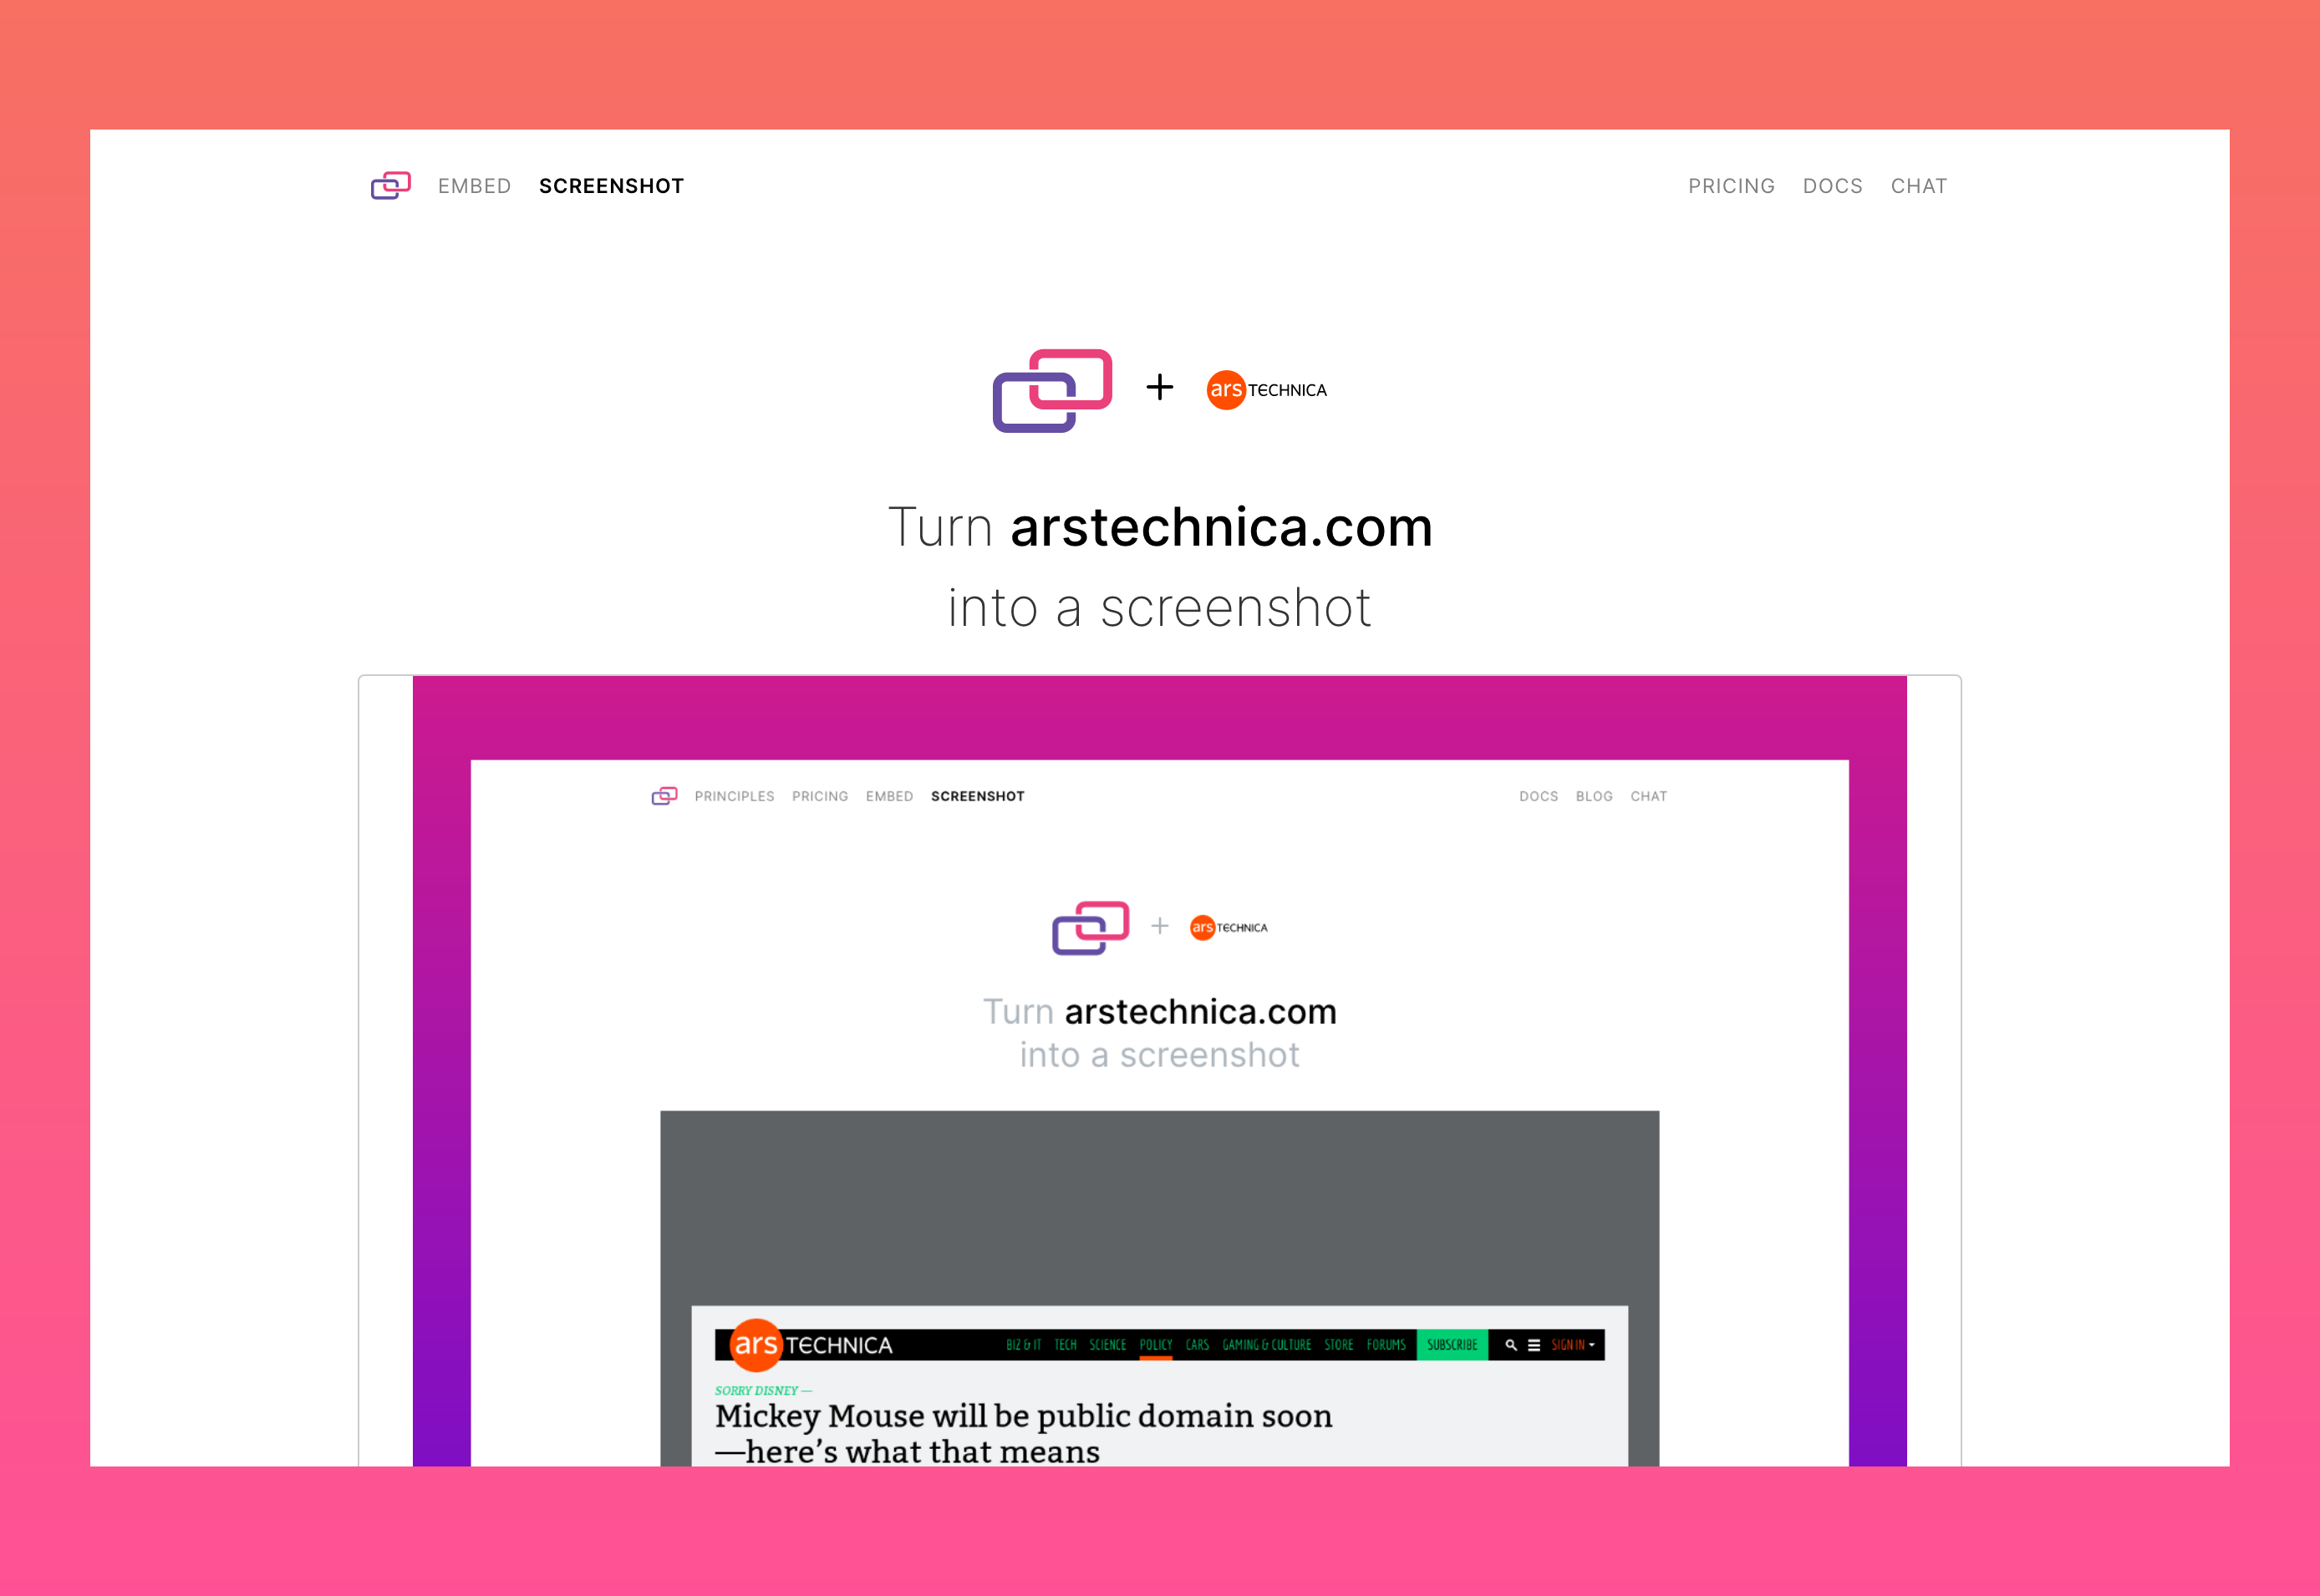 EMBED SCREENSHOT PRICING DOCS CHAT
+ ars TECHNICA
Turn arstechnica.com
into a screenshot
PRINCIPLES PRICING EMBED SCREENSHOT DOCS BLOG CHAT
+ ars TECHNICA
Turn arstechnica.com
into a screenshot
ars TECHNICA BIZ & IT TECH SCIENCE POLICY CARS GAMING & CULTURE STORE FORUMS SUBSCRIBE SIGN IN
SORRY DISNEY —
Mickey Mouse will be public domain soon
—here’s what that means